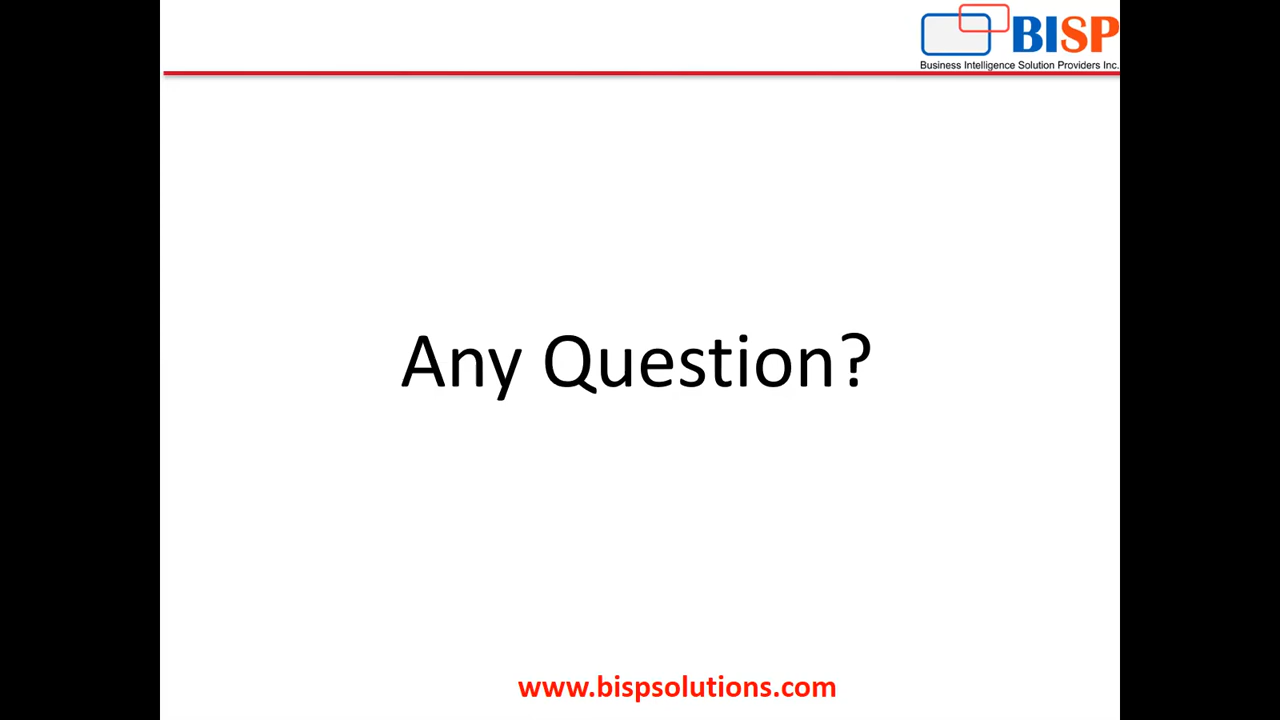 BISP
Business Intelligence Solution Providers Inc.
Any Question?
www.bispsolutions.com